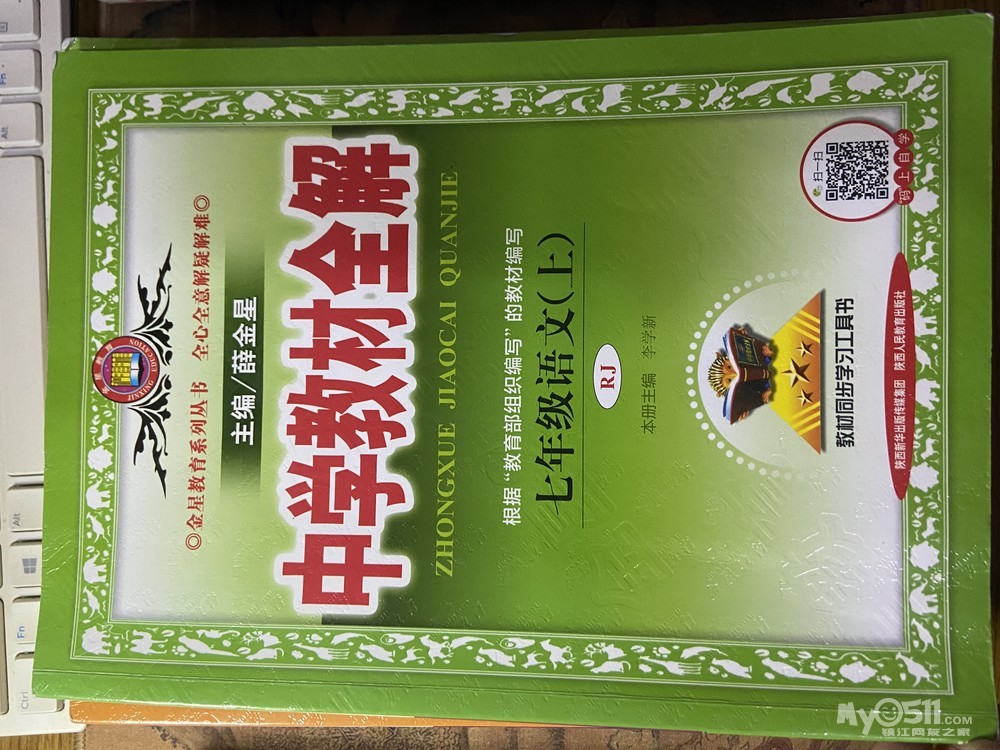 ◎金星教育系列丛书 全心全意解疑解难◎
主编/薛金星
中学教材全解
ZHONGXUE JIAOCAI QUANJIE
根据“教育部组织编写”的教材编写
七年级语文(上)
RJ
本册主编 李学新
扫一扫
码上自学
教材同步学习工具书
陕西新华出版传媒集团 陕西人民教育出版社
Fn
Alt
Alt
Fn
Ctrl
My0511.COM
镇江网友之家